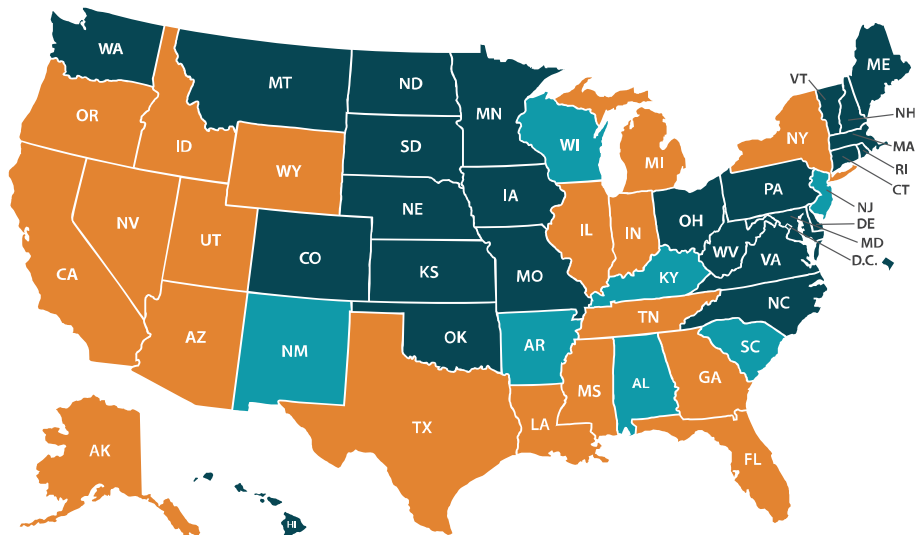 WA
MT
ND
MN
ME
VT
NH
OR
ID
SD
WI
NY
MA
WY
MI
RI
CT
NV
NE
IA
PA
NJ
UT
CO
IL
IN
OH
DE
MD
CA
KS
MO
WV
VA
D.C.
KY
NC
AZ
NM
OK
AR
TN
SC
MS
AL
GA
TX
LA
AK
FL
HI